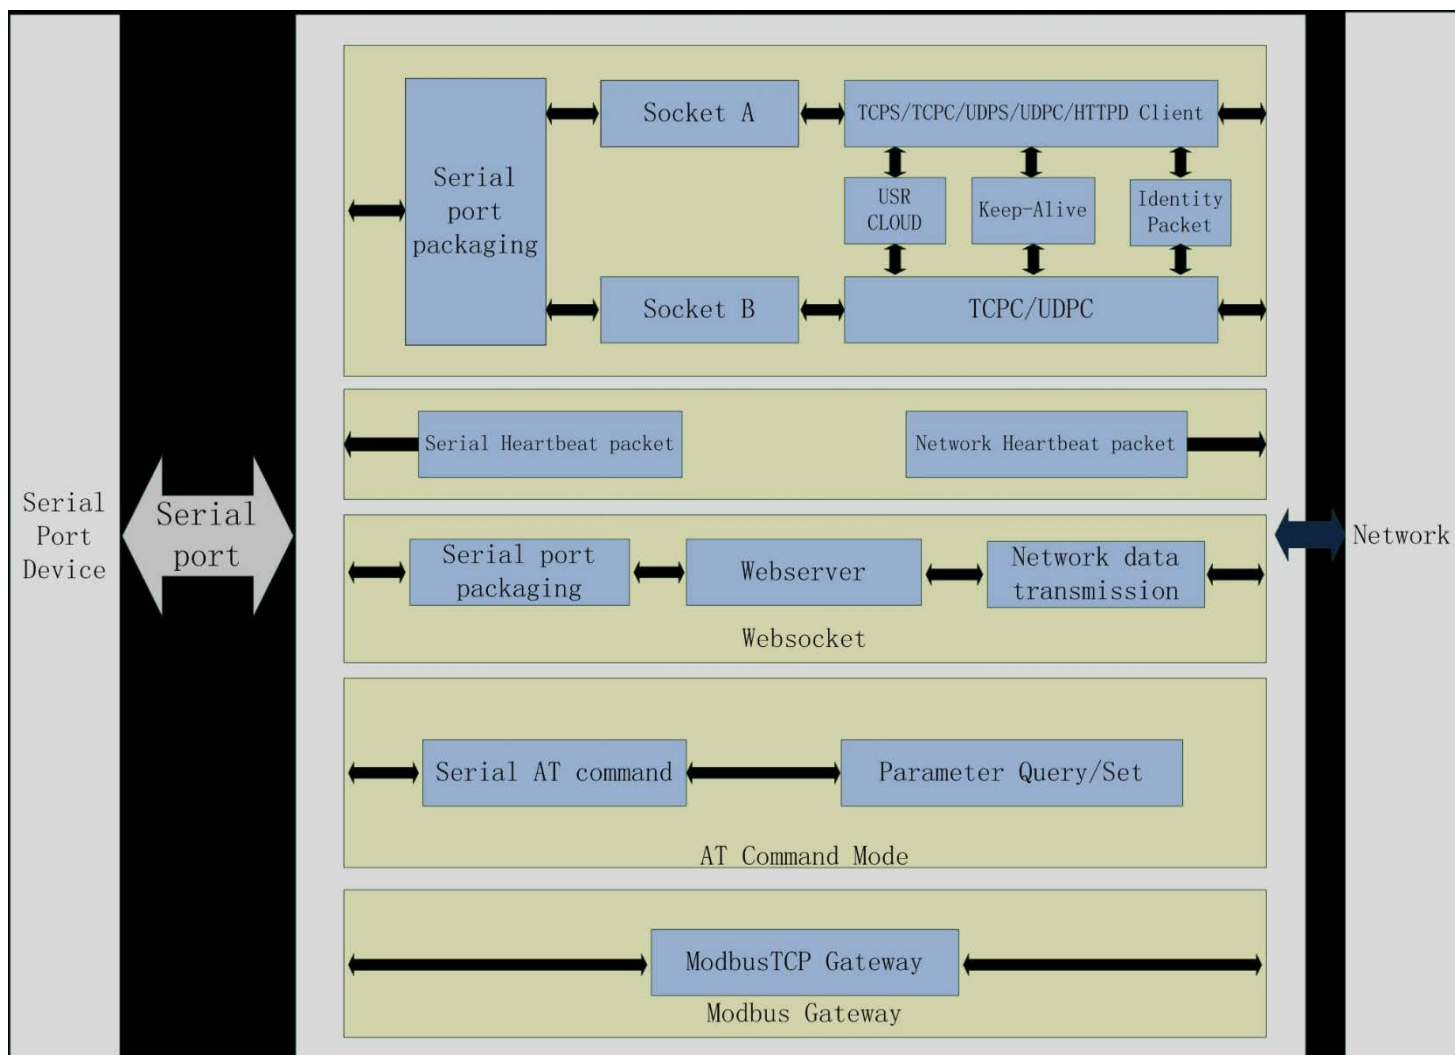 Serial
Port
Device
Serial
port
Serial
port
packaging
Socket A
TCPS/TCPC/UDPS/UDPC/HTTPD Client
USR
CLOUD
Keep-Alive
Identity
Packet
Socket B
TCPC/UDPC
Serial Heartbeat packet
Network Heartbeat packet
Serial port
packaging
Webserver
Network data
transmission
Websocket
Serial AT command
Parameter Query/Set
AT Command Mode
ModbusTCP Gateway
Modbus Gateway
Network